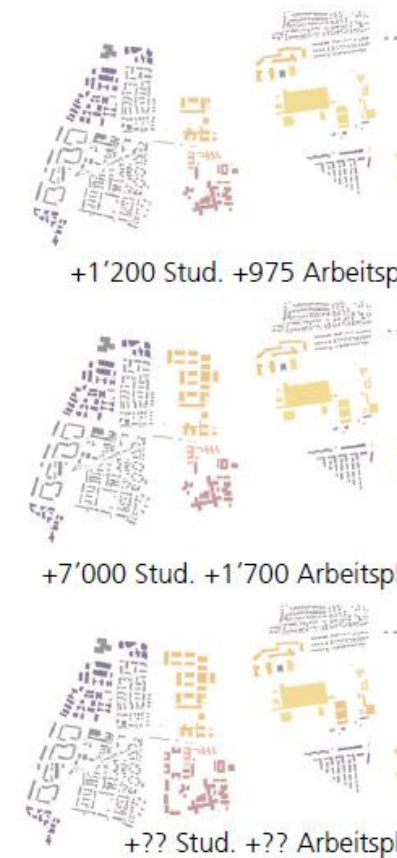 +1’200 Stud. +975 Arbeitsp
+7’000 Stud. +1’700 Arbeitspl
+?? Stud. +?? Arbeitspl